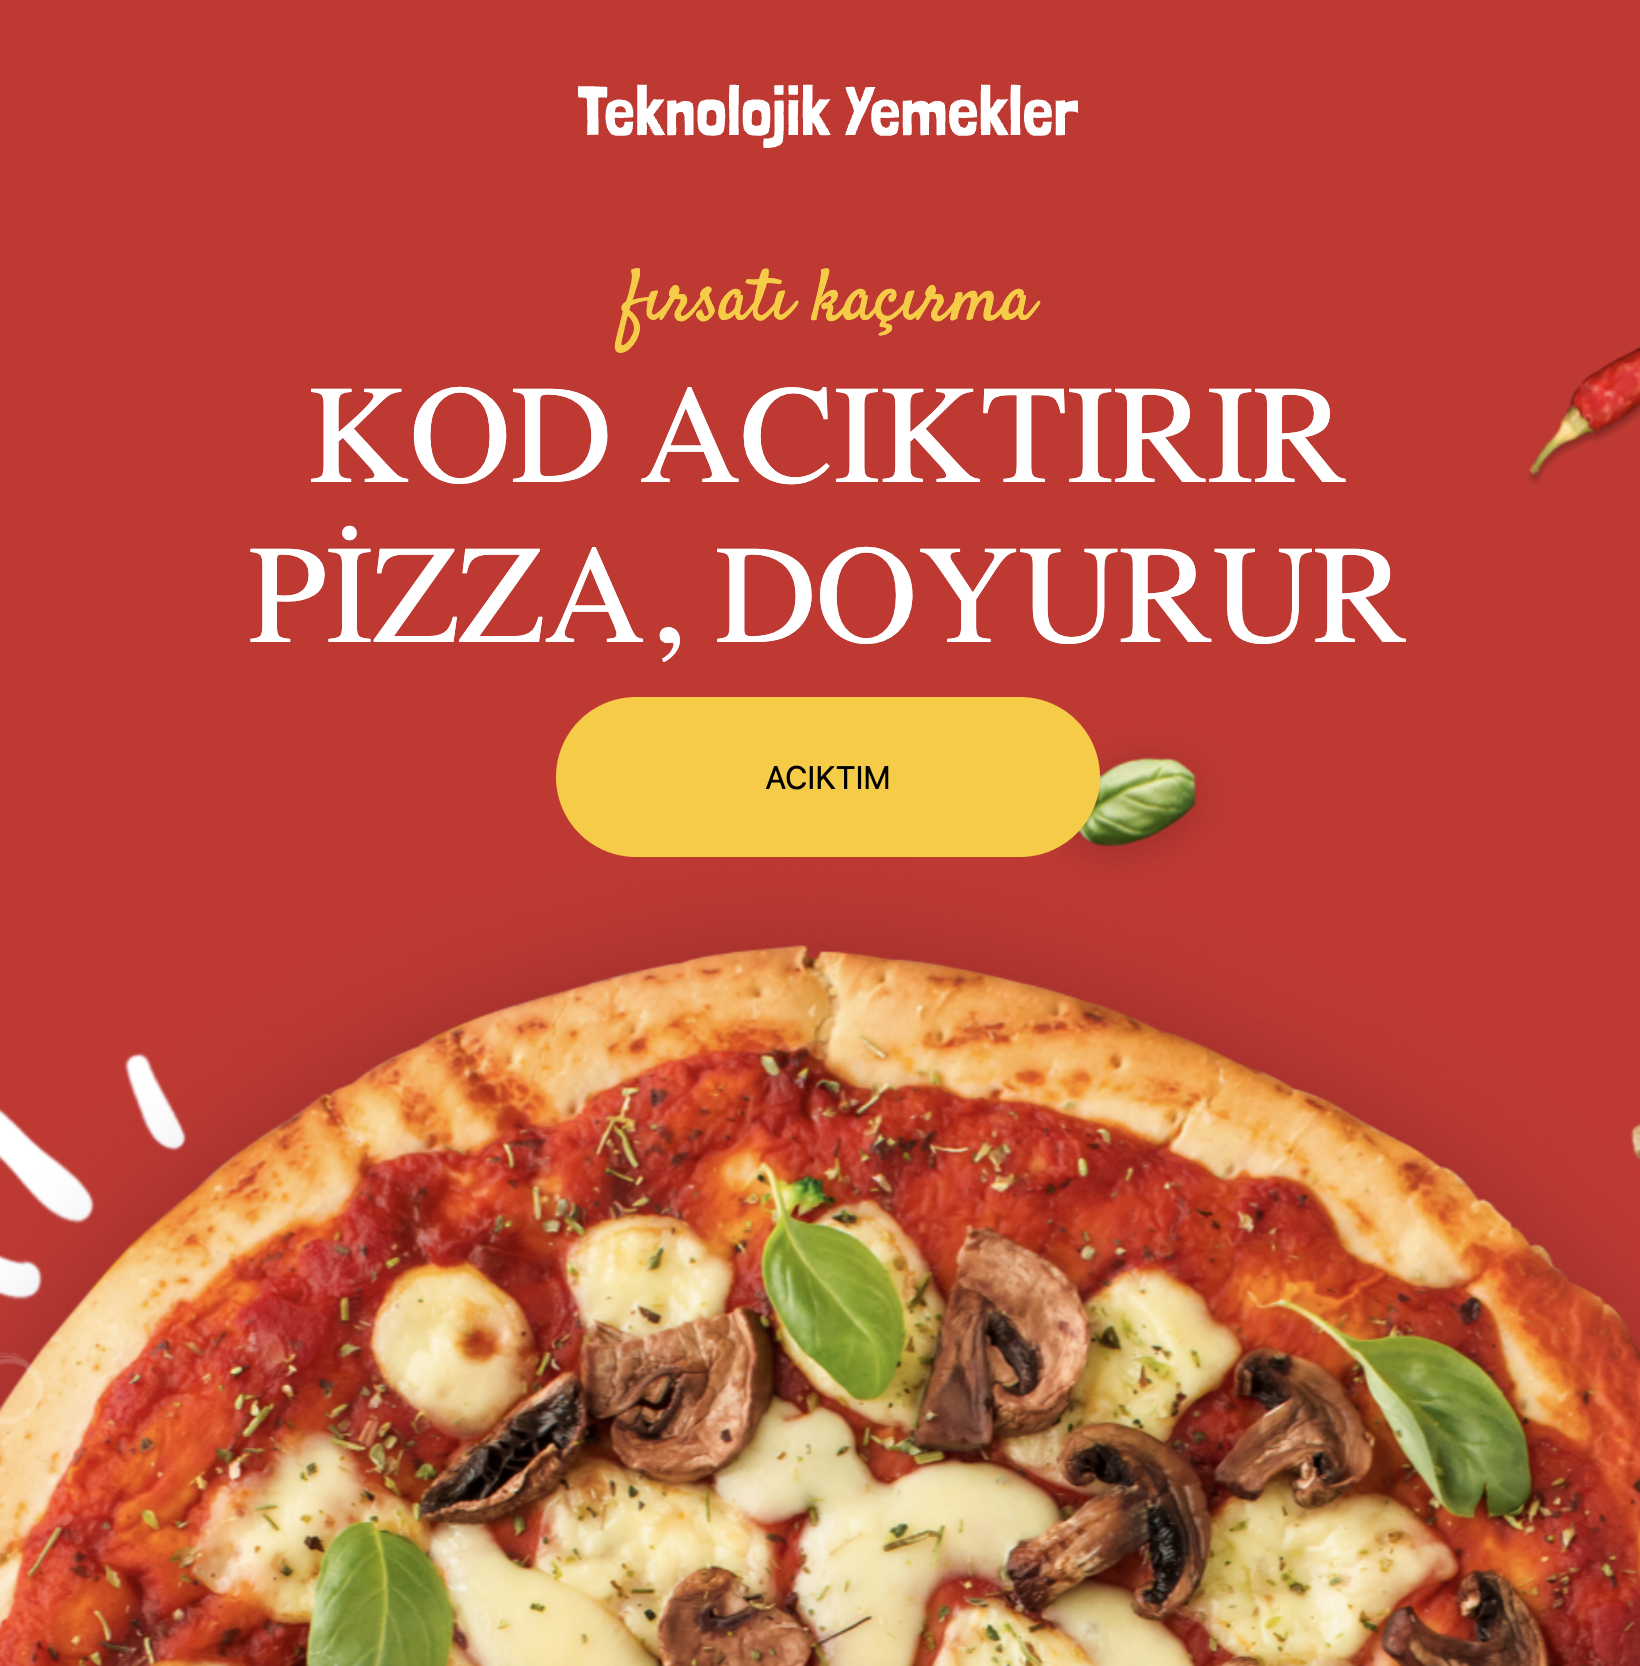 Teknolojik Yemekler
fırsatı kaçırma
KOD ACIKTIRIR
PİZZA, DOYURUR
ACIKTIM